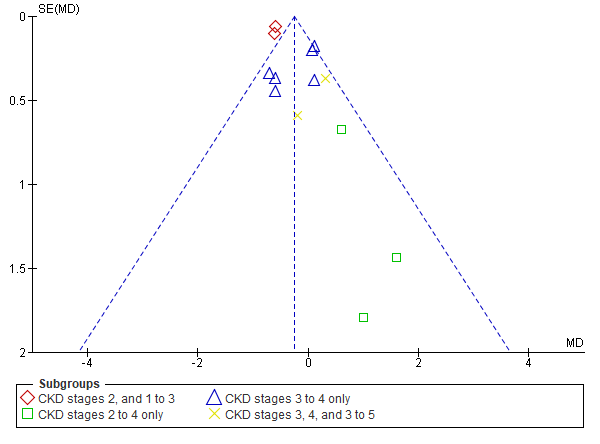 SE(MD)
0
0.5
1
1.5
2
-4 -2 0 2 4
MD
Subgroups
CKD stages 2, and 1 to 3 CKD stages 3 to 4 only
CKD stages 2 to 4 only CKD stages 3, 4, and 3 to 5